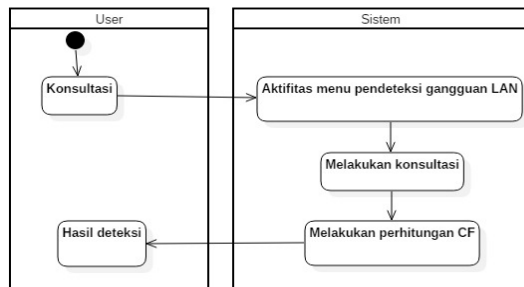 User
Sistem
Konsultasi
Aktifitas menu pendeteksi gangguan LAN
Melakukan konsultasi
Melakukan perhitungan CF
Hasil deteksi